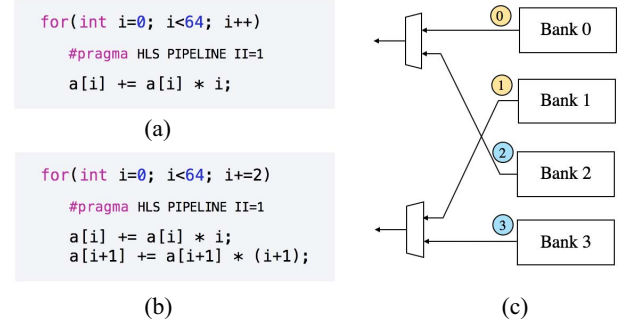 for(int i=0; i<64; i++)
#pragma HLS PIPELINE II=1
a[i] += a[i] * i;
(a)
for(int i=0; i<64; i+=2)
#pragma HLS PIPELINE II=1
a[i] += a[i] * i;
a[i+1] += a[i+1] * (i+1);
(b)
0
Bank 0
1
Bank 1
2
Bank 2
3
Bank 3
(c)